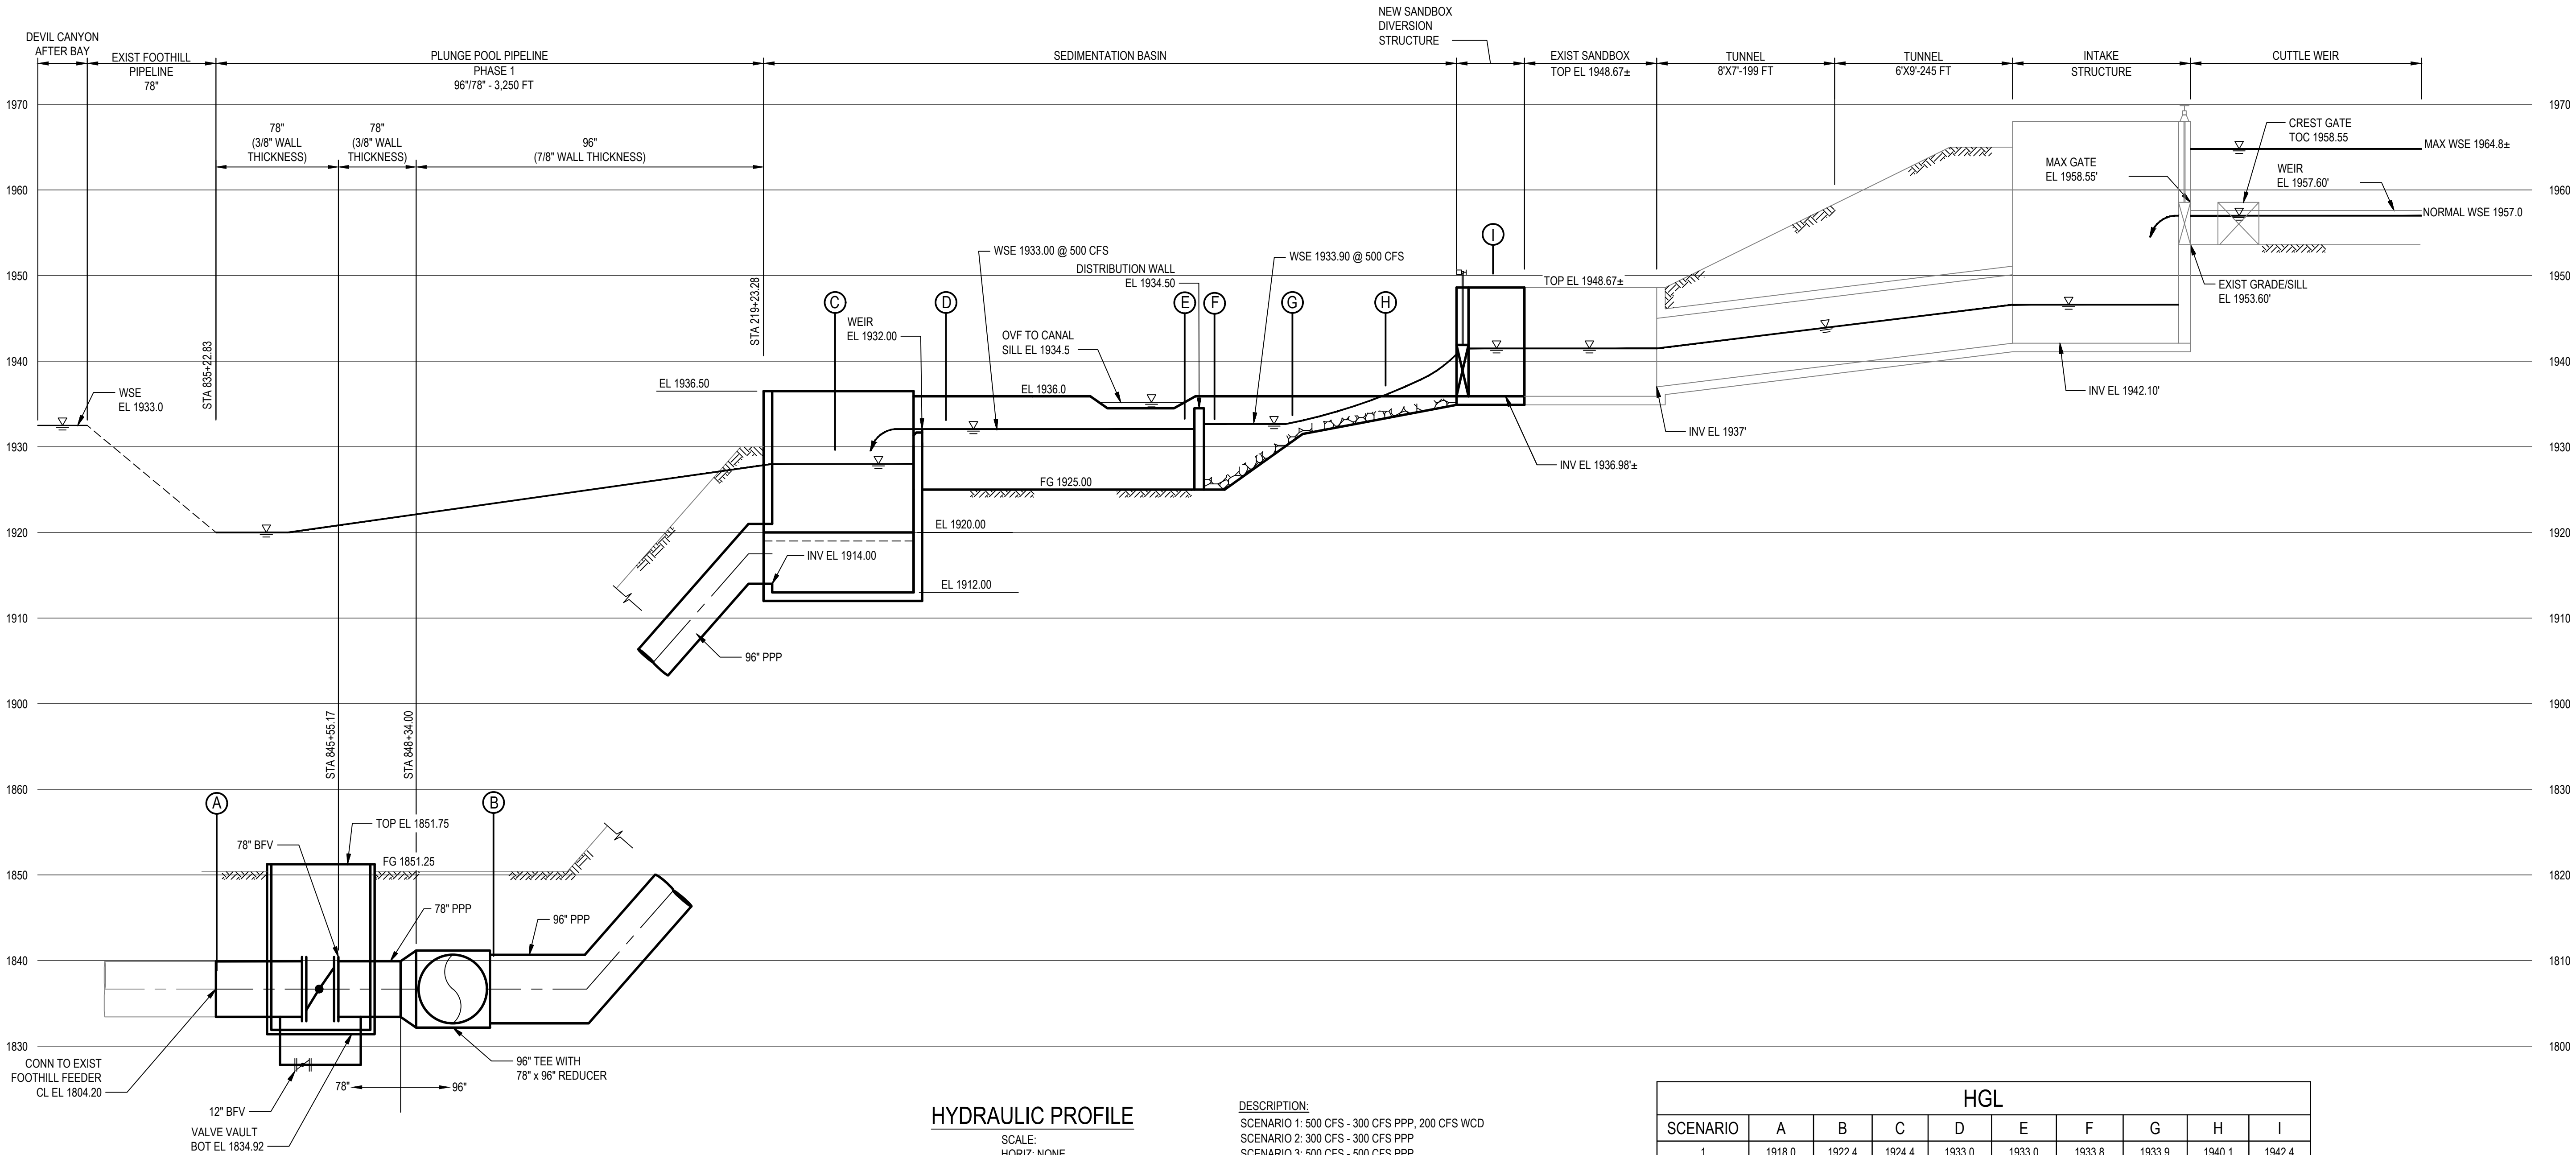 NEW SANDBOX
DIVERSION
STRUCTURE
DEVIL CANYON
AFTER BAY
EXIST FOOTHILL
PIPELINE
78"
PLUNGE POOL PIPELINE
PHASE 1
96"/78" - 3,250 FT
SEDIMENTATION BASIN
EXIST SANDBOX
TOP EL 1948.67±
TUNNEL
8'X7'-199 FT
TUNNEL
6'X9'-245 FT
INTAKE
STRUCTURE
CUTTLE WEIR
1970
1970
78"
(3/8" WALL
THICKNESS)
78"
(3/8" WALL
THICKNESS)
96"
(7/8" WALL THICKNESS)
CREST GATE
TOC 1958.55
MAX WSE 1964.8±
MAX GATE
EL 1958.55'
WEIR
EL 1957.60'
1960
1960
NORMAL WSE 1957.0
I
WSE 1933.00 @ 500 CFS
WSE 1933.90 @ 500 CFS
DISTRIBUTION WALL
EL 1934.50
1950
1950
TOP EL 1948.67±
EXIST GRADE/SILL
EL 1953.60'
STA 219+23.28
C
D
E
F
G
H
WEIR
EL 1932.00
OVF TO CANAL
SILL EL 1934.5
1940
1940
STA 835+22.83
EL 1936.50
EL 1936.0
INV EL 1942.10'
WSE
EL 1933.0
1930
1930
INV EL 1937'
INV EL 1936.98'±
FG 1925.00
1920
1920
EL 1920.00
INV EL 1914.00
EL 1912.00
1910
1910
96" PPP
1900
1900
STA 845+55.17
STA 848+34.00
1860
1830
A
B
TOP EL 1851.75
78" BFV
FG 1851.25
1850
1820
78" PPP
96" PPP
1840
1810
1830
1800
CONN TO EXIST
FOOTHILL FEEDER
CL EL 1804.20
96" TEE WITH
78" x 96" REDUCER
78"
96"
12" BFV
VALVE VAULT
BOT EL 1834.92
HYDRAULIC PROFILE
SCALE:
HORIZ: NONE
DESCRIPTION:
SCENARIO 1: 500 CFS - 300 CFS PPP, 200 CFS WCD
SCENARIO 2: 300 CFS - 300 CFS PPP
SCENARIO 3: 500 CFS - 500 CFS PPP
HGL
SCENARIO A B C D E F G H I
1 1918.0 1922.4 1924.4 1933.0 1933.0 1933.8 1933.9 1940.1 1942.4